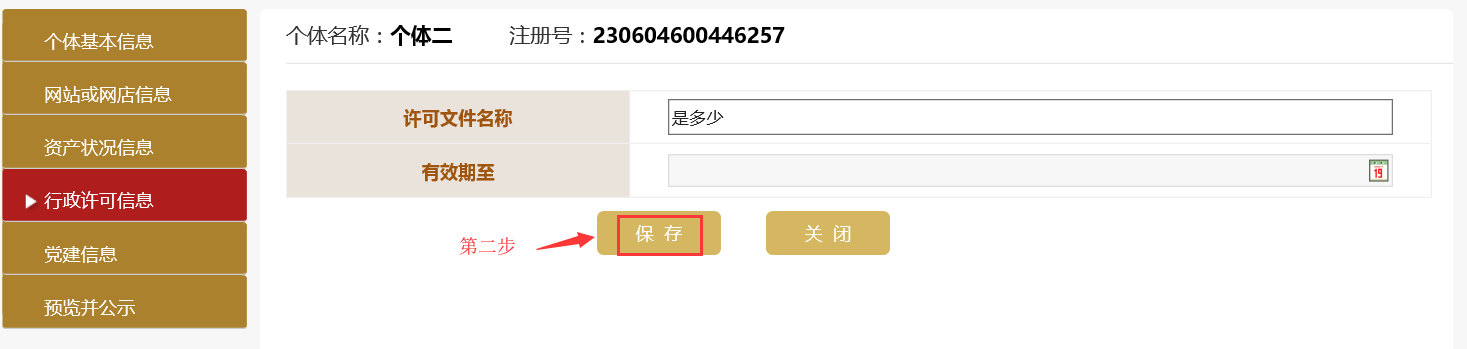 个体基本信息
网站或网店信息
资产状况信息
行政许可信息
党建信息
预览并公示
个体名称：个体二 注册号：230604600446257
许可文件名称 是多少
有效期至 19
第二步 保 存 关 闭